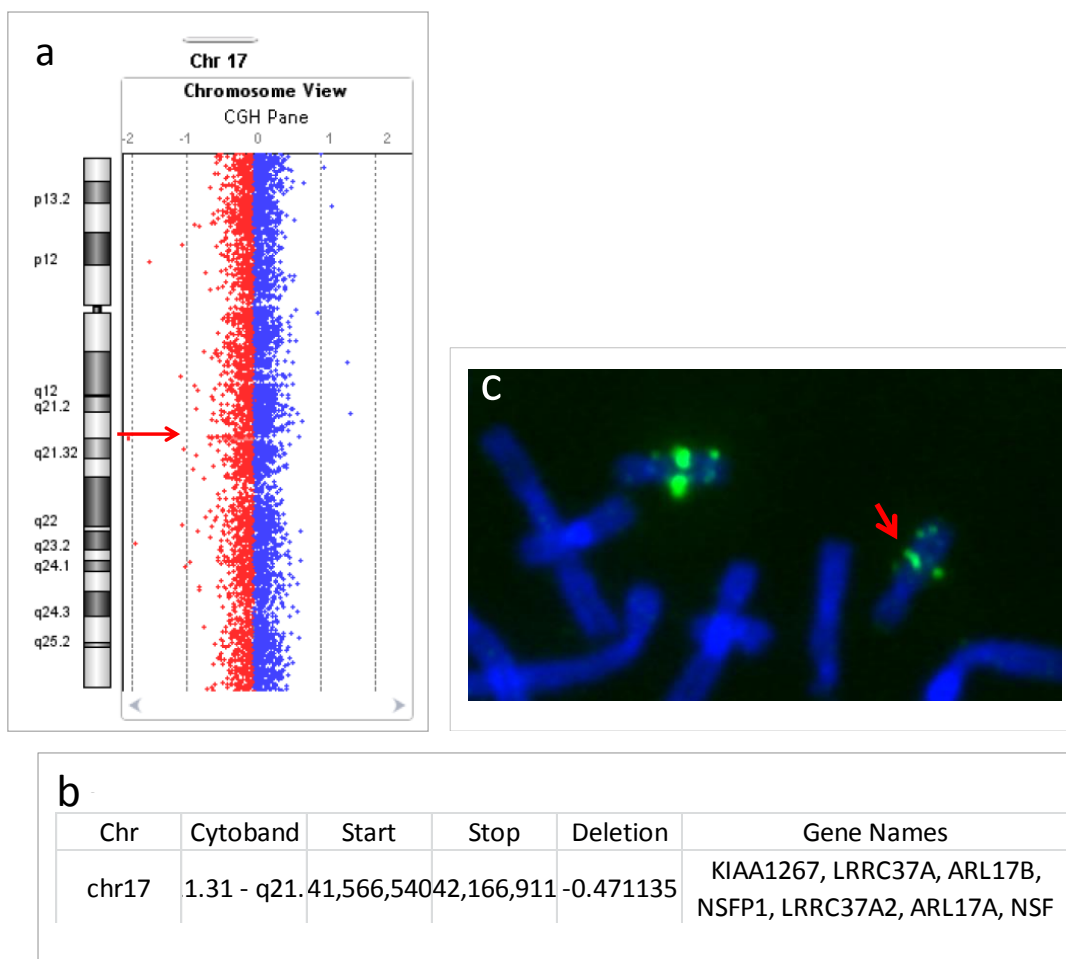 a
Chr 17
Chromosome View
CGH Pane
-2 -1 0 1 2
p13.2
p12
q12
q21.2
q21.32
q22
q23.2
q24.1
q24.3
q25.2
c
b
Chr Cytoband Start Stop Deletion Gene Names
chr17 1.31 - q21. 41,566,540 42,166,911 -0.471135 KIAA1267, LRRC37A, ARL17B,
NSFP1, LRRC37A2, ARL17A, NSF